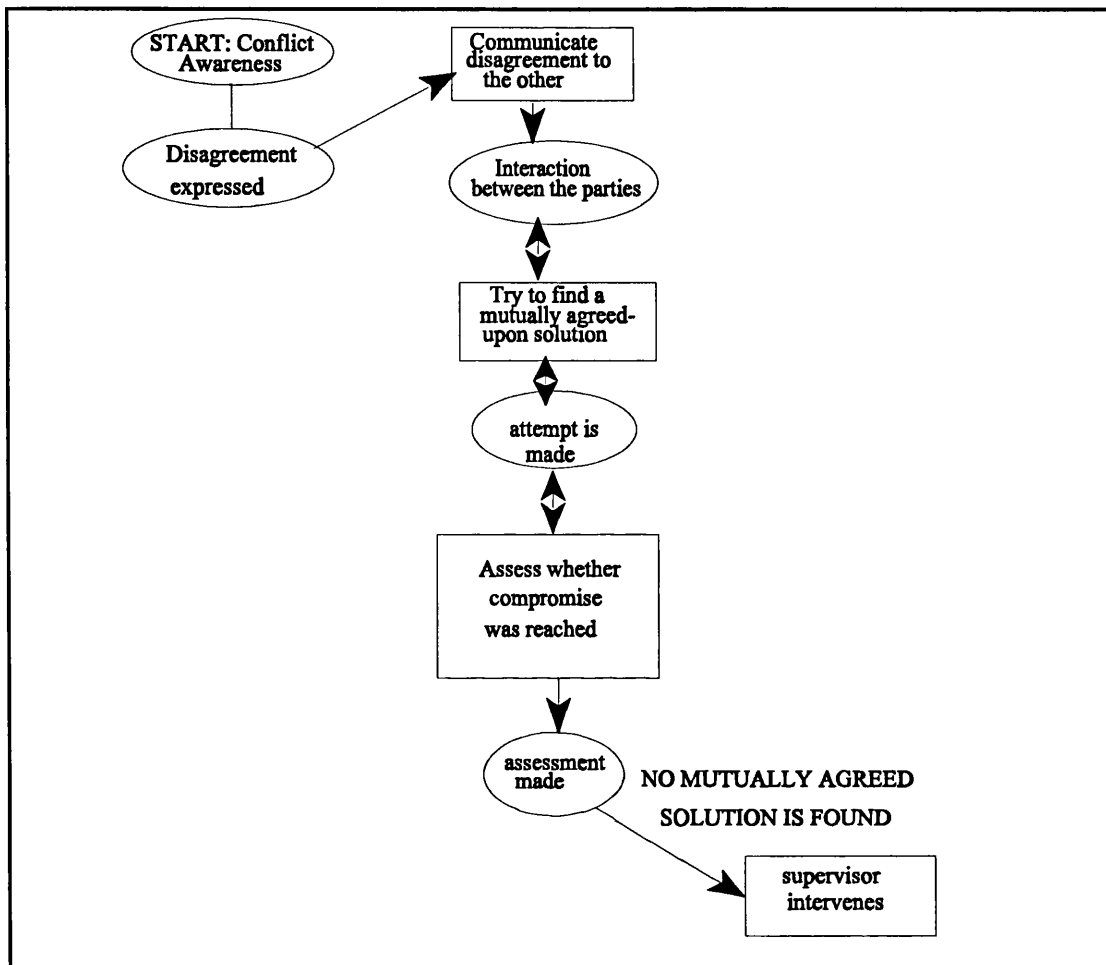 START: Conflict
Awareness
Disagreement
expressed
Communicate
disagreement to
the other
Interaction
between the parties
Try to find a
mutually agreed-
upon solution
attempt is
made
Assess whether
compromise
was reached
assessment
made
NO MUTUALLY AGREED
SOLUTION IS FOUND
supervisor
intervenes